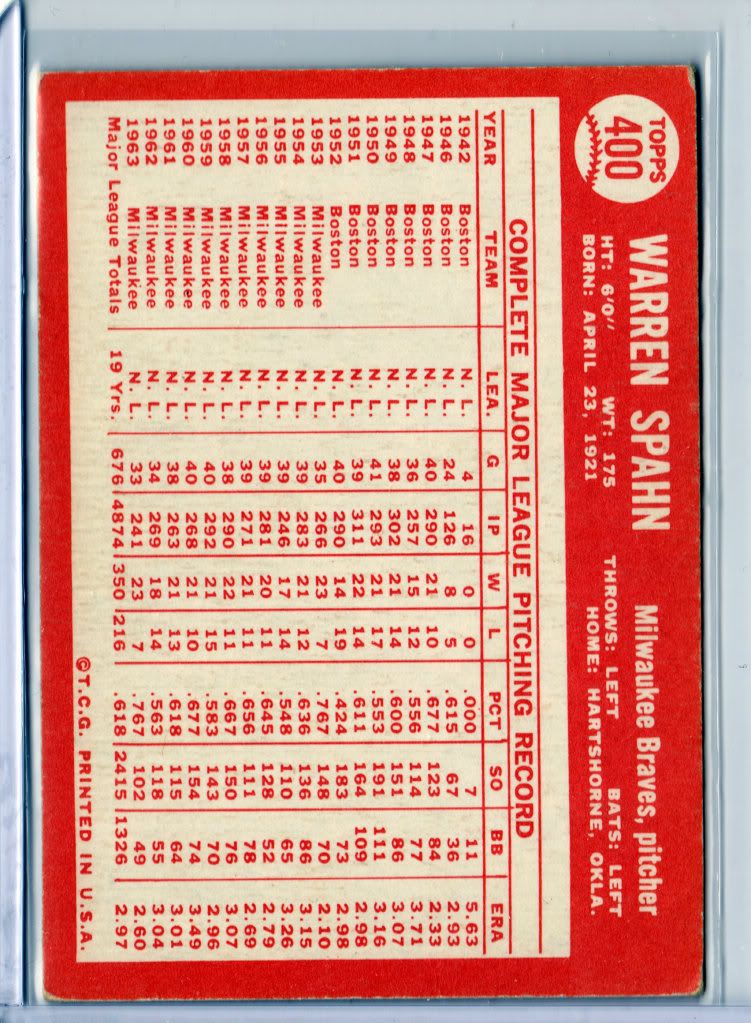 TOPPS
400
WARREN SPAHN Milwaukee Braves, pitcher
HT: 6'0" WT: 175 THROWS: LEFT BATS: LEFT
BORN: APRIL 23, 1921 HOME: HARTSHORNE, OKLA.
COMPLETE MAJOR LEAGUE PITCHING RECORD
YEAR TEAM LEA. G IP W L PCT SO BB ERA
1942 Boston N. L. 4 16 0 0 .000 7 11 5.63
1946 Boston N. L. 24 126 8 5 .615 67 36 2.93
1947 Boston N. L. 40 290 21 10 .677 123 84 2.33
1948 Boston N. L. 36 257 15 12 .556 114 77 3.71
1949 Boston N. L. 38 302 21 14 .600 151 86 3.07
1950 Boston N. L. 41 293 21 17 .553 191 111 3.16
1951 Boston N. L. 39 311 22 14 .611 164 109 2.98
1952 Boston N. L. 40 290 14 19 .424 183 73 2.98
1953 Milwaukee N. L. 35 266 23 7 .767 148 70 2.10
1954 Milwaukee N. L. 39 283 21 12 .636 136 86 3.15
1955 Milwaukee N. L. 39 246 17 14 .548 110 65 3.26
1956 Milwaukee N. L. 39 281 20 11 .645 128 52 2.79
1957 Milwaukee N. L. 39 271 21 11 .656 111 78 2.69
1958 Milwaukee N. L. 38 290 22 11 .667 150 76 3.07
1959 Milwaukee N. L. 40 292 21 15 .583 143 70 2.96
1960 Milwaukee N. L. 40 268 21 10 .677 154 74 3.49
1961 Milwaukee N. L. 38 263 21 13 .618 115 64 3.01
1962 Milwaukee N. L. 34 269 18 14 .563 118 55 3.04
1963 Milwaukee N. L. 33 241 23 7 .767 102 49 2.60
Major League Totals 19 Yrs. 676 4874 350 216 .618 2415 1326 2.97
©T.C.G. PRINTED IN U.S.A.